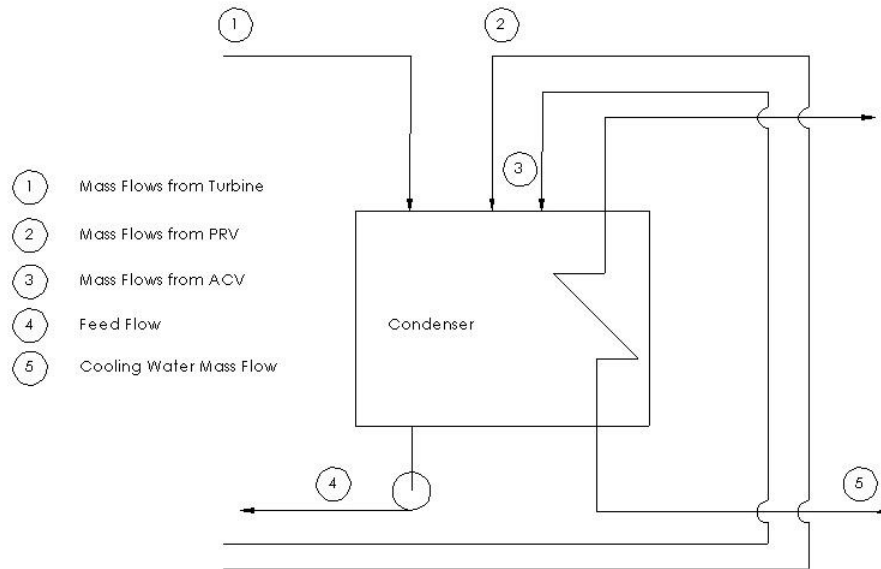 1
2
3
1 Mass Flows from Turbine
2 Mass Flows from PRV
3 Mass Flows from ACV
4 Feed Flow
5 Cooling Water Mass Flow
Condenser
4
5